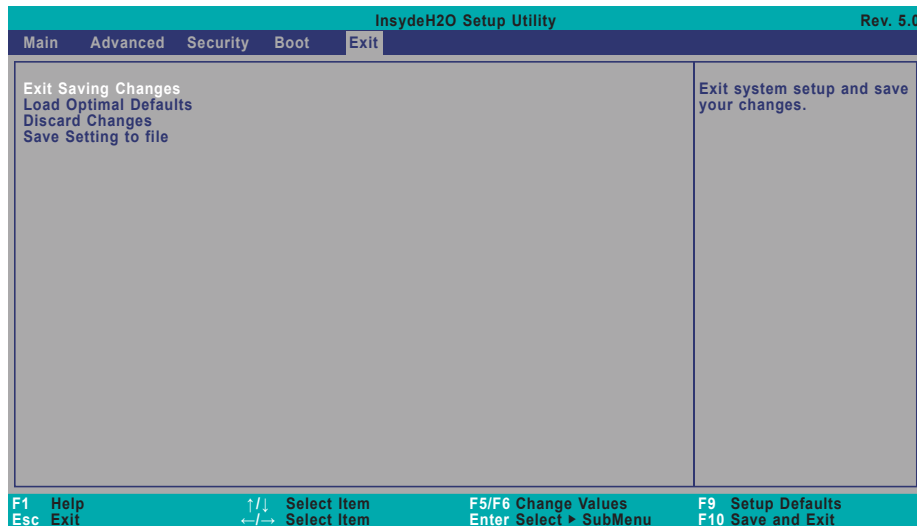 InsydeH2O Setup Utility Rev. 5.0
Main Advanced Security Boot Exit
Exit Saving Changes
Load Optimal Defaults
Discard Changes
Save Setting to file
Exit system setup and save
your changes.
F1 Help ↑/↓ Select Item F5/F6 Change Values F9 Setup Defaults
Esc Exit ←/→ Select Item Enter Select ▸ SubMenu F10 Save and Exit